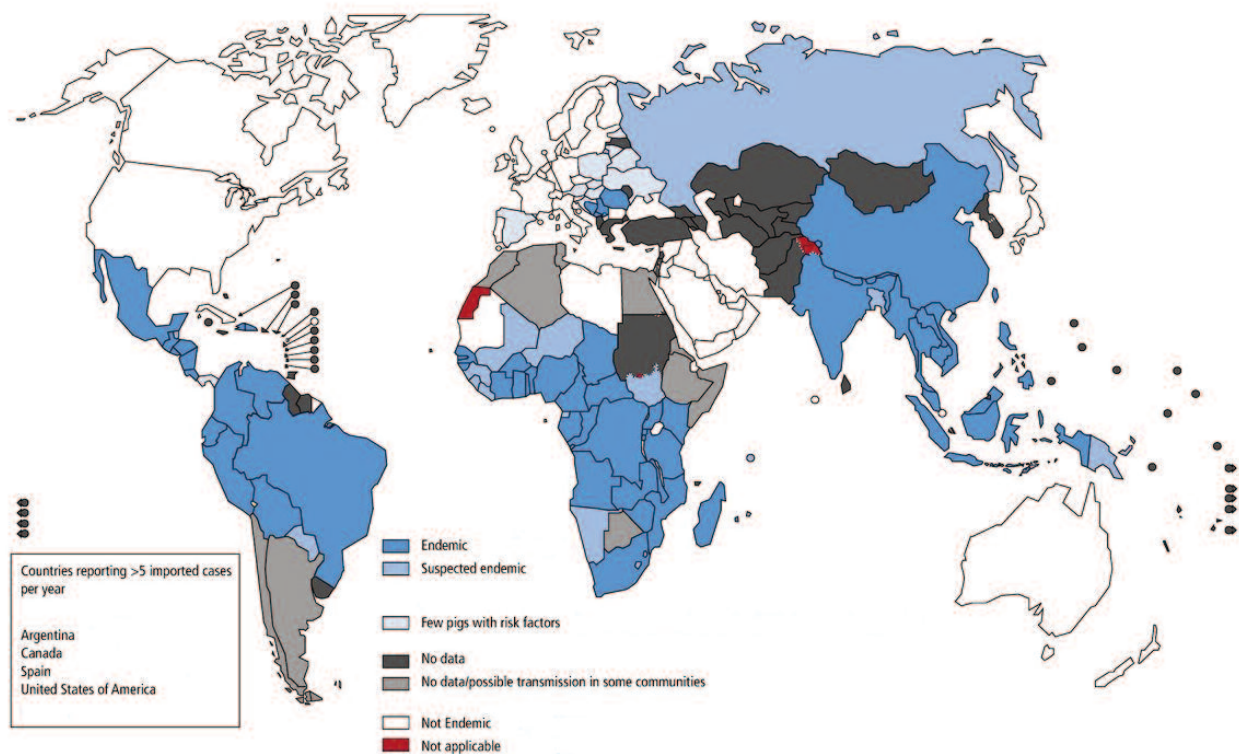 Countries reporting >5 imported cases
per year
Argentina
Canada
Spain
United States of America
Endemic
Suspected endemic
Few pigs with risk factors
No data
No data/possible transmission in some communities
Not Endemic
Not applicable